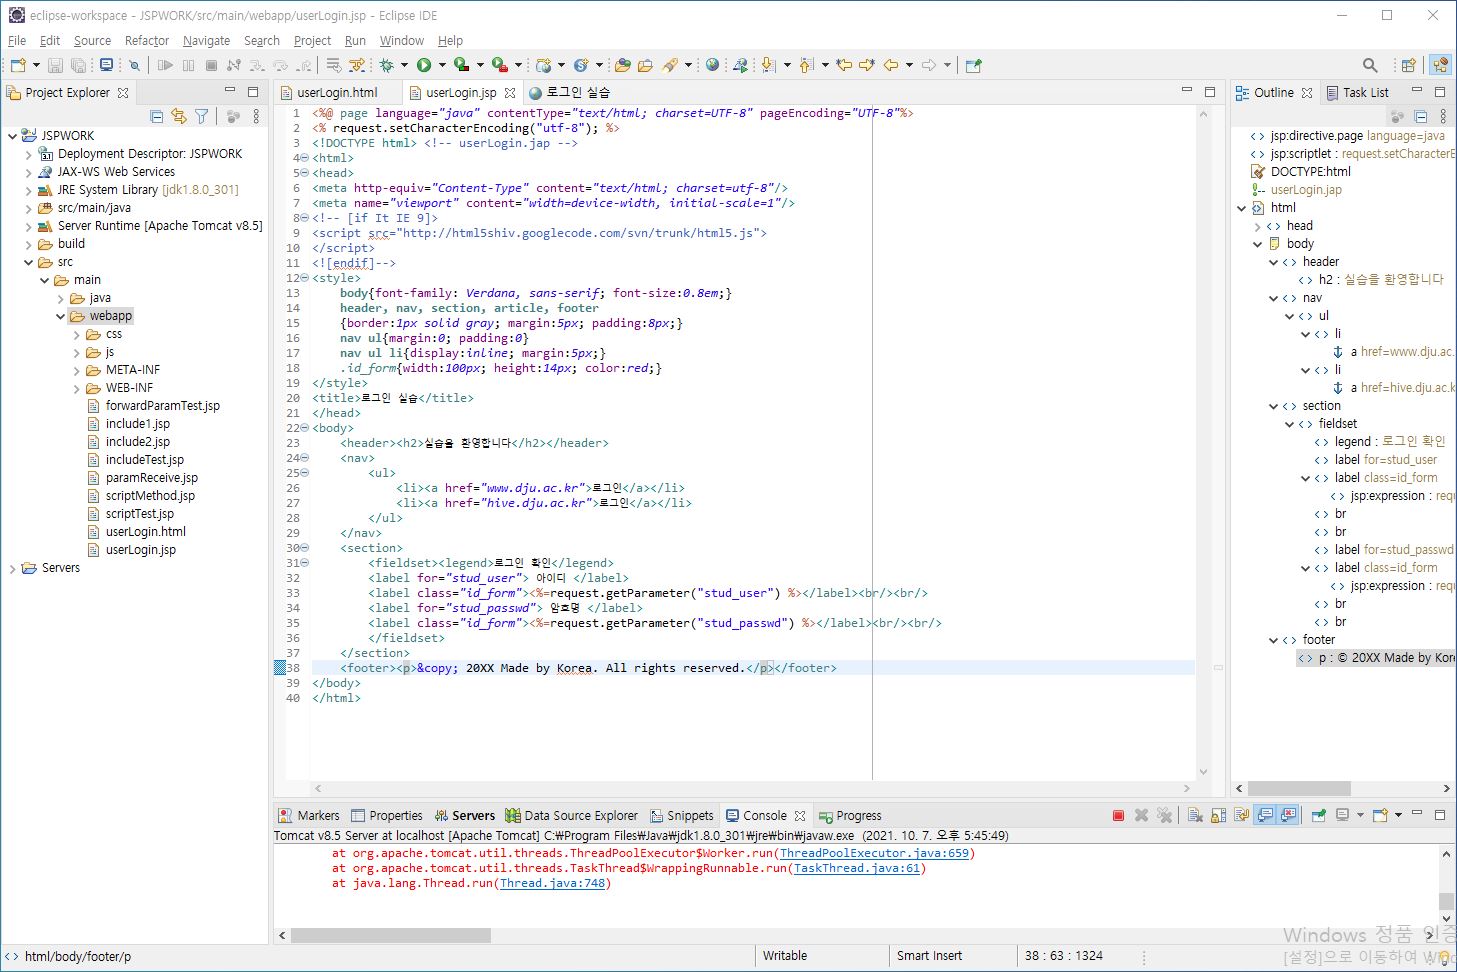 eclipse-workspace - JSPWORK/src/main/webapp/userLogin.jsp - Eclipse IDE
File Edit Source Refactor Navigate Search Project Run Window Help
Project Explorer
JSPWORK
Deployment Descriptor: JSPWORK
JAX-WS Web Services
JRE System Library [jdk1.8.0_301]
src/main/java
Server Runtime [Apache Tomcat v8.5]
build
src
main
java
webapp
css
js
META-INF
WEB-INF
forwardParamTest.jsp
include1.jsp
include2.jsp
includeTest.jsp
paramReceive.jsp
scriptMethod.jsp
scriptTest.jsp
userLogin.html
userLogin.jsp
Servers
userLogin.html userLogin.jsp 로그인 실습
1 <%@ page language="java" contentType="text/html; charset=UTF-8" pageEncoding="UTF-8"%>
2 <% request.setCharacterEncoding("utf-8"); %>
3 <!DOCTYPE html> <!-- userLogin.jap -->
4 <html>
5 <head>
6 <meta http-equiv="Content-Type" content="text/html; charset=utf-8"/>
7 <meta name="viewport" content="width=device-width, initial-scale=1"/>
8 <!-- [if It IE 9]>
9 <script src="http://html5shiv.googlecode.com/svn/trunk/html5.js">
10 </script>
11 <![endif]-->
12 <style>
13 body{font-family: Verdana, sans-serif; font-size:0.8em;}
14 header, nav, section, article, footer
15 {border:1px solid gray; margin:5px; padding:8px;}
16 nav ul{margin:0; padding:0}
17 nav ul li{display:inline; margin:5px;}
18 .id_form{width:100px; height:14px; color:red;}
19 </style>
20 <title>로그인 실습</title>
21 </head>
22 <body>
23 <header><h2>실습을 환영합니다</h2></header>
24 <nav>
25 <ul>
26 <li><a href="www.dju.ac.kr">로그인</a></li>
27 <li><a href="hive.dju.ac.kr">로그인</a></li>
28 </ul>
29 </nav>
30 <section>
31 <fieldset><legend>로그인 확인</legend>
32 <label for="stud_user"> 아이디 </label>
33 <label class="id_form"><%=request.getParameter("stud_user") %></label><br/><br/>
34 <label for="stud_passwd"> 암호명 </label>
35 <label class="id_form"><%=request.getParameter("stud_passwd") %></label><br/><br/>
36 </fieldset>
37 </section>
38 <footer><p>&copy; 20XX Made by Korea. All rights reserved.</p></footer>
39 </body>
40 </html>
Outline Task List
jsp:directive.page language=java
jsp:scriptlet : request.setCharacterE
DOCTYPE:html
userLogin.jap
html
head
body
header
h2 : 실습을 환영합니다
nav
ul
li
a href=www.dju.ac.
li
a href=hive.dju.ac.k
section
fieldset
legend : 로그인 확인
label for=stud_user
label class=id_form
jsp:expression : requ
br
br
label for=stud_passwd
label class=id_form
jsp:expression : requ
br
br
footer
p : © 20XX Made by Kore
Markers Properties Servers Data Source Explorer Snippets Console Progress
Tomcat v8.5 Server at localhost [Apache Tomcat] C:₩Program Files₩Java₩jdk1.8.0_301₩jre₩bin₩javaw.exe (2021. 10. 7. 오후 5:45:49)
at org.apache.tomcat.util.threads.ThreadPoolExecutor$Worker.run(ThreadPoolExecutor.java:659)
at org.apache.tomcat.util.threads.TaskThread$WrappingRunnable.run(TaskThread.java:61)
at java.lang.Thread.run(Thread.java:748)
Windows 정품 인증
[설정]으로 이동하여 Win
html/body/footer/p Writable Smart Insert 38 : 63 : 1324